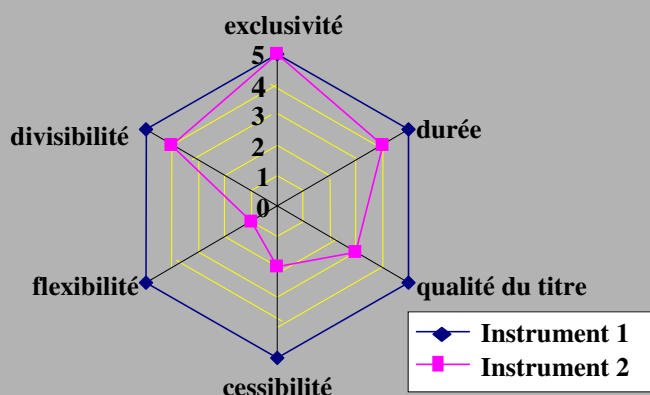 exclusivité
5
4
3
2
1
0
divisibilité
durée
flexibilité
qualité du titre
cessibilité
Instrument 1
Instrument 2